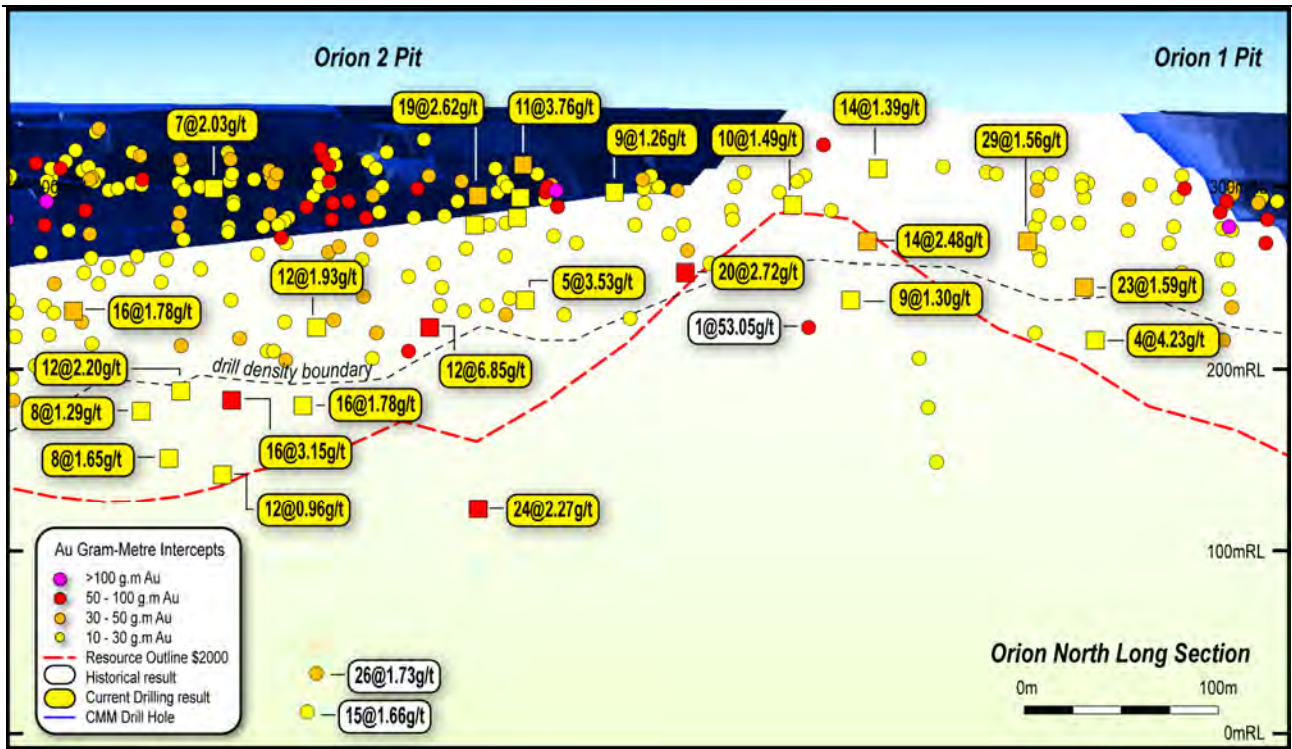 Orion 2 Pit
Orion 1 Pit
19@2.62g/t
11@3.76g/t
14@1.39g/t
7@2.03g/t
9@1.26g/t
10@1.49g/t
29@1.56g/t
14@2.48g/t
12@1.93g/t
5@3.53g/t
20@2.72g/t
23@1.59g/t
9@1.30g/t
16@1.78g/t
1@53.05g/t
4@4.23g/t
drill density boundary
12@2.20g/t
12@6.85g/t
200mRL
8@1.29g/t
16@1.78g/t
16@3.15g/t
8@1.65g/t
12@0.96g/t
24@2.27g/t
100mRL
Au Gram-Metre Intercepts
>100 g.m Au
50 - 100 g.m Au
30 - 50 g.m Au
10 - 30 g.m Au
Resource Outline $2000
Historical result
Current Drilling result
CMM Drill Hole
26@1.73g/t
15@1.66g/t
Orion North Long Section
0m
100m
0mRL